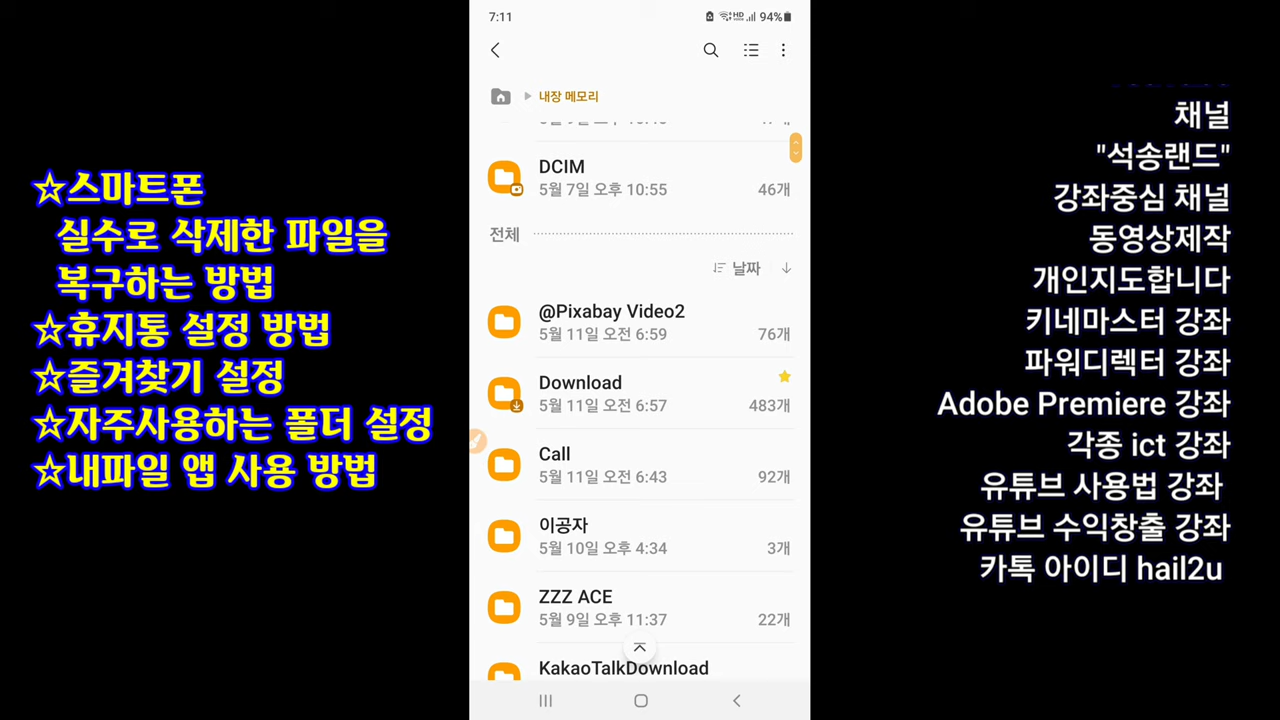 ☆스마트폰
실수로 삭제한 파일을
복구하는 방법
☆휴지통 설정 방법
☆즐겨찾기 설정
☆자주사용하는 폴더 설정
☆내파일 앱 사용 방법
7:11
94%
내장 메모리
DCIM
5월 7일 오후 10:55 46개
전체
날짜
@Pixabay Video2
5월 11일 오전 6:59 76개
Download
5월 11일 오전 6:57 483개
Call
5월 11일 오전 6:43 92개
이공자
5월 10일 오후 4:34 3개
ZZZ ACE
5월 9일 오후 11:37 22개
KakaoTalkDownload
채널
"석송랜드"
강좌중심 채널
동영상제작
개인지도합니다
키네마스터 강좌
파워디렉터 강좌
Adobe Premiere 강좌
각종 ict 강좌
유튜브 사용법 강좌
유튜브 수익창출 강좌
카톡 아이디 hail2u